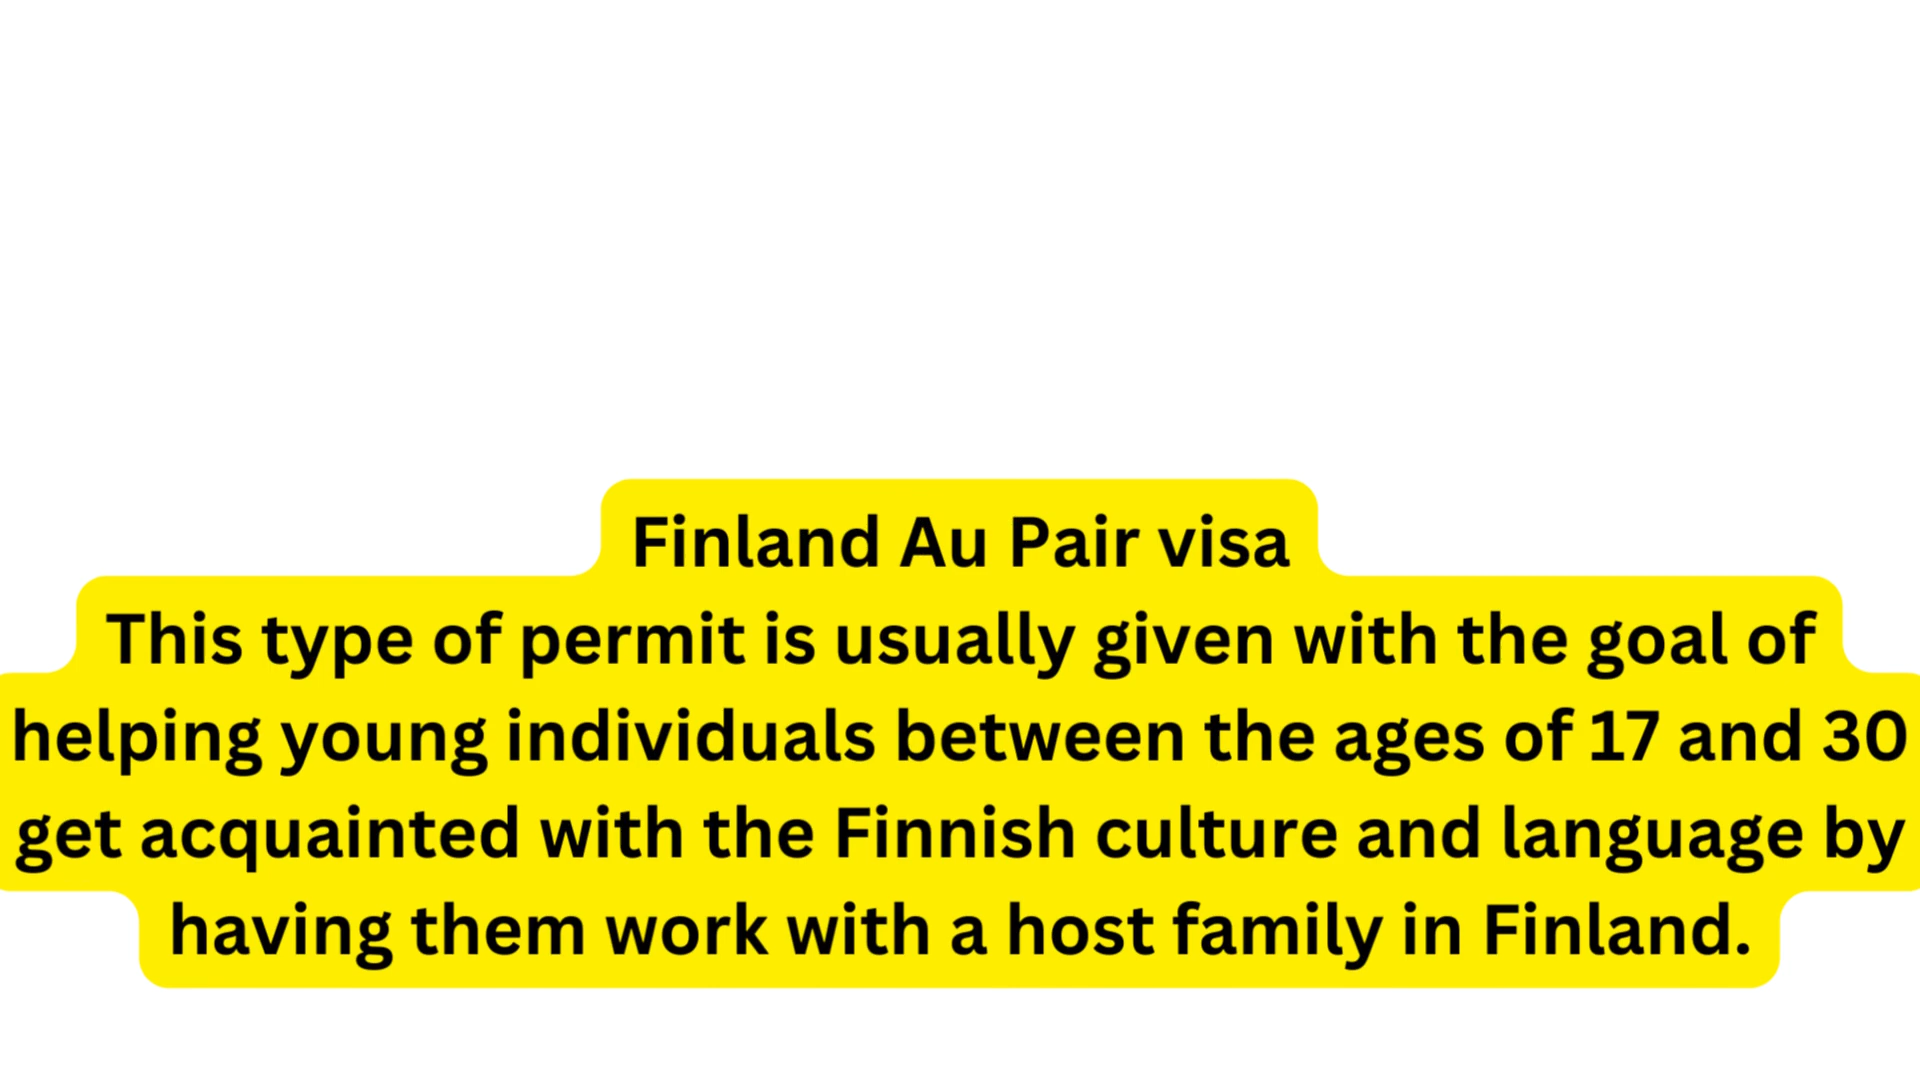 Finland Au Pair visa
This type of permit is usually given with the goal of
helping young individuals between the ages of 17 and 30
get acquainted with the Finnish culture and language by
having them work with a host family in Finland.